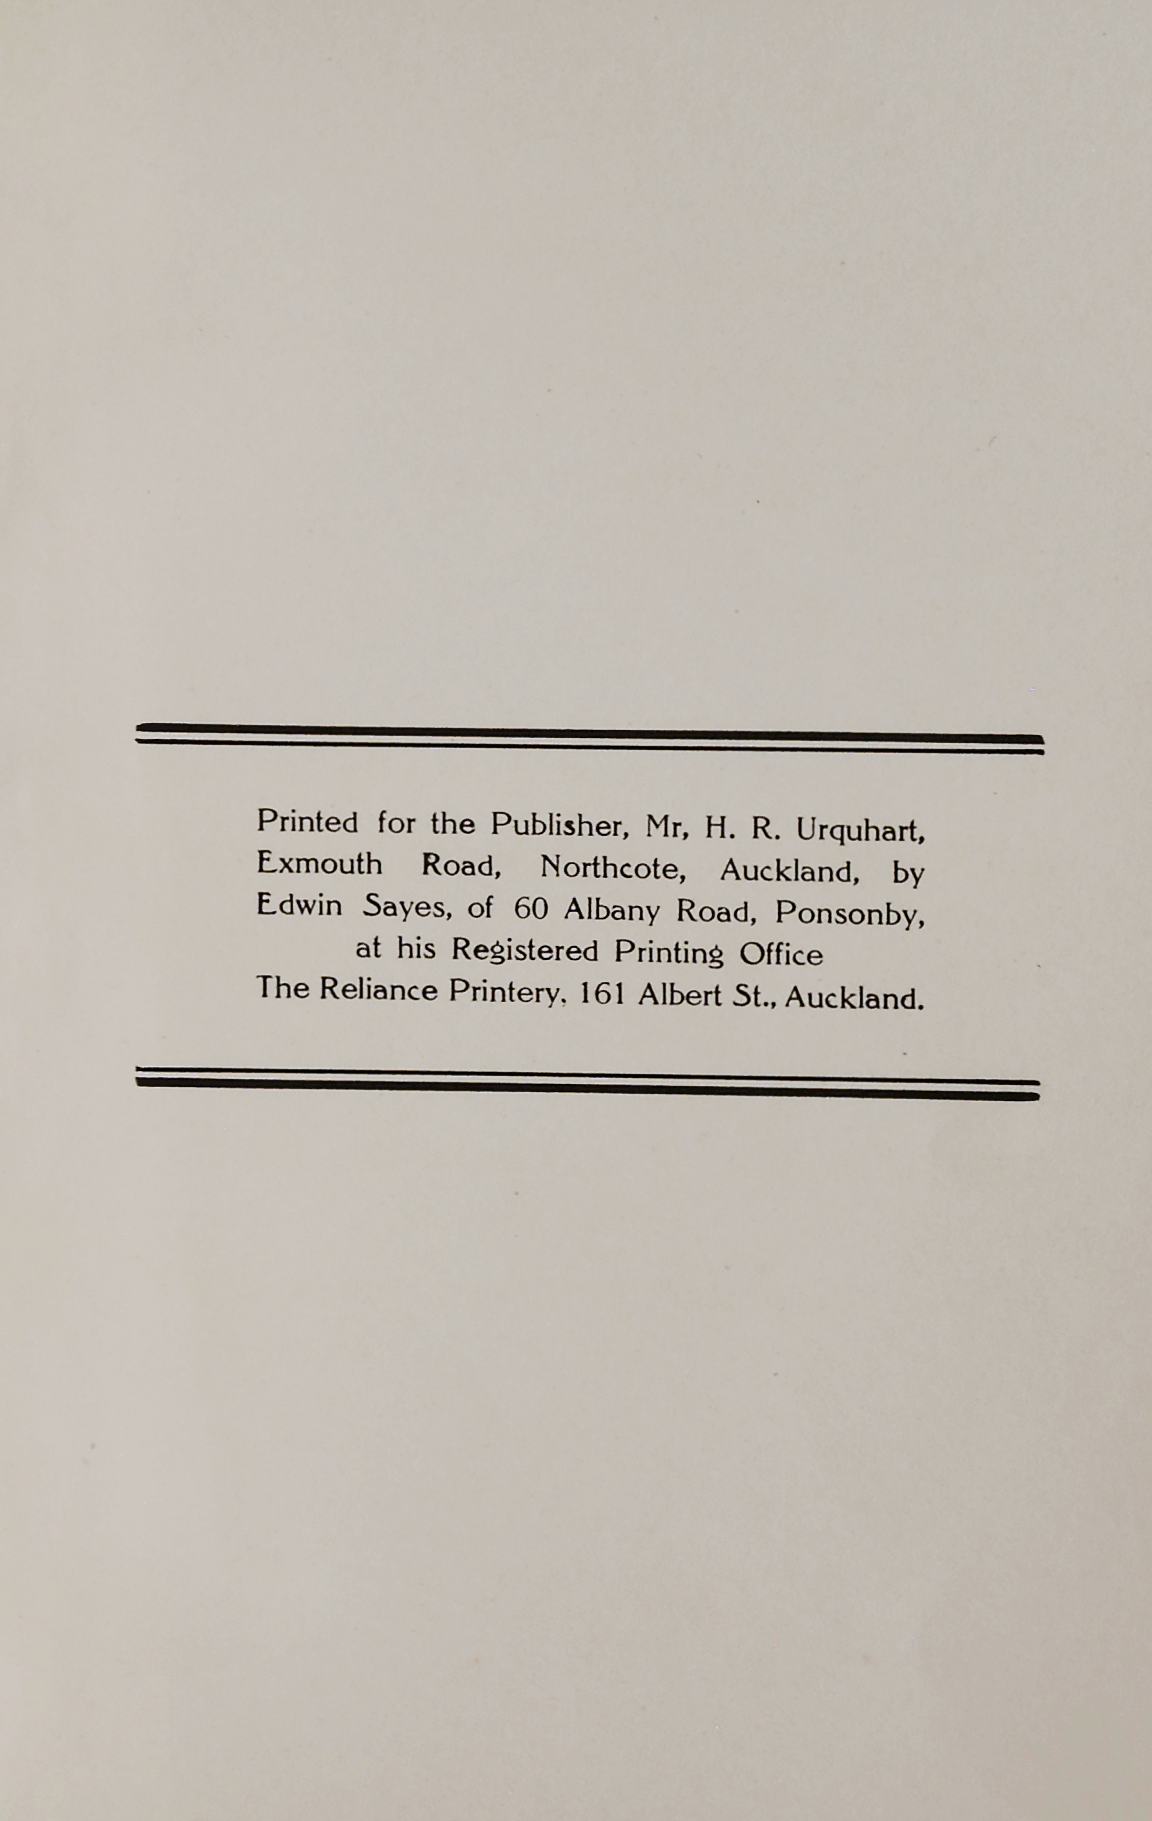 Printed for the Publisher, Mr, H. R. Urquhart,
Exmouth Road, Northcote, Auckland, by
Edwin Sayes, of 60 Albany Road, Ponsonby,
at his Registered Printing Office
The Reliance Printery, 161 Albert St., Auckland.